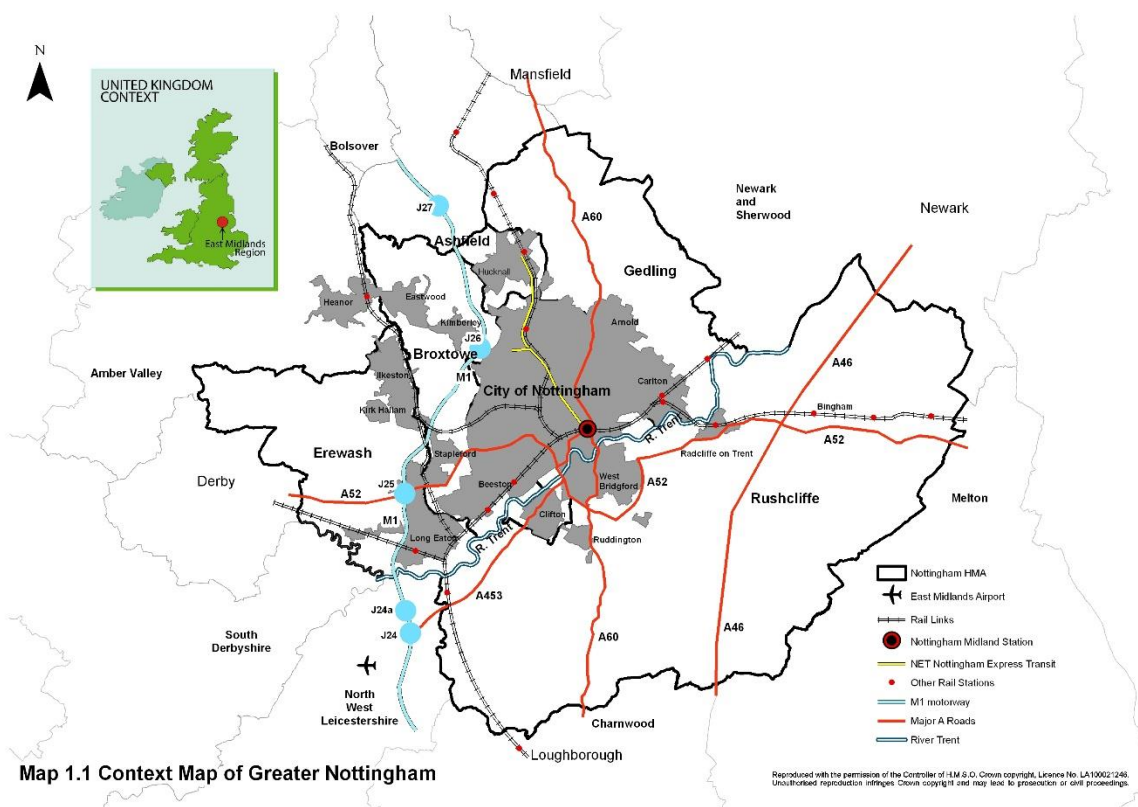 N
UNITED KINGDOM
CONTEXT
East Midlands
Region
Mansfield
Bolsover
J27
A60
Newark
and
Sherwood
Newark
Ashfield
Hucknall
Gedling
Heanor
Eastwood
Kimberley
Arnold
J26
Broxtowe
M1
A46
Amber Valley
Ilkeston
City of Nottingham
Carlton
Kirk Hallam
Bingham
R. Trent
A52
Erewash
Stapleford
Radcliffe on Trent
Derby
J25
Beeston
West
Bridgford
A52
A52
Rushcliffe
Melton
M1
Clifton
Long Eaton
R. Trent
Ruddington
A453
J24a
J24
A60
A46
South
Derbyshire
North
West
Leicestershire
Charnwood
Loughborough
Nottingham HMA
East Midlands Airport
Rail Links
Nottingham Midland Station
NET Nottingham Express Transit
Other Rail Stations
M1 motorway
Major A Roads
River Trent
Map 1.1 Context Map of Greater Nottingham
Reproduced with the permission of the Controller of H.M.S.O. Crown copyright, Licence No. LA100021246.
Unauthorised reproduction infringes Crown copyright and may lead to prosecution or civil proceedings.